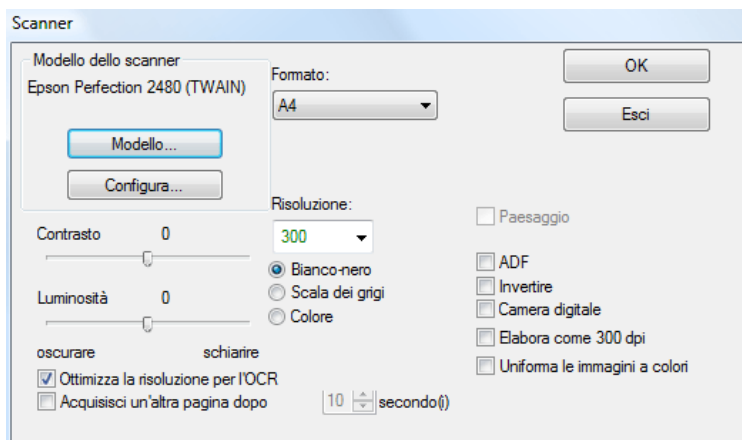 Scanner
Modello dello scanner
Epson Perfection 2480 (TWAIN)
Modello...
Configura...
Formato:
A4
OK
Esci
Risoluzione:
300
Bianco-nero
Scala dei grigi
Colore
Contrasto 0
Luminosità 0
oscurare schiarire
Ottimizza la risoluzione per l'OCR
Acquisisci un'altra pagina dopo 10 secondo(i)
Paesaggio
ADF
Invertire
Camera digitale
Elabora come 300 dpi
Uniforma le immagini a colori